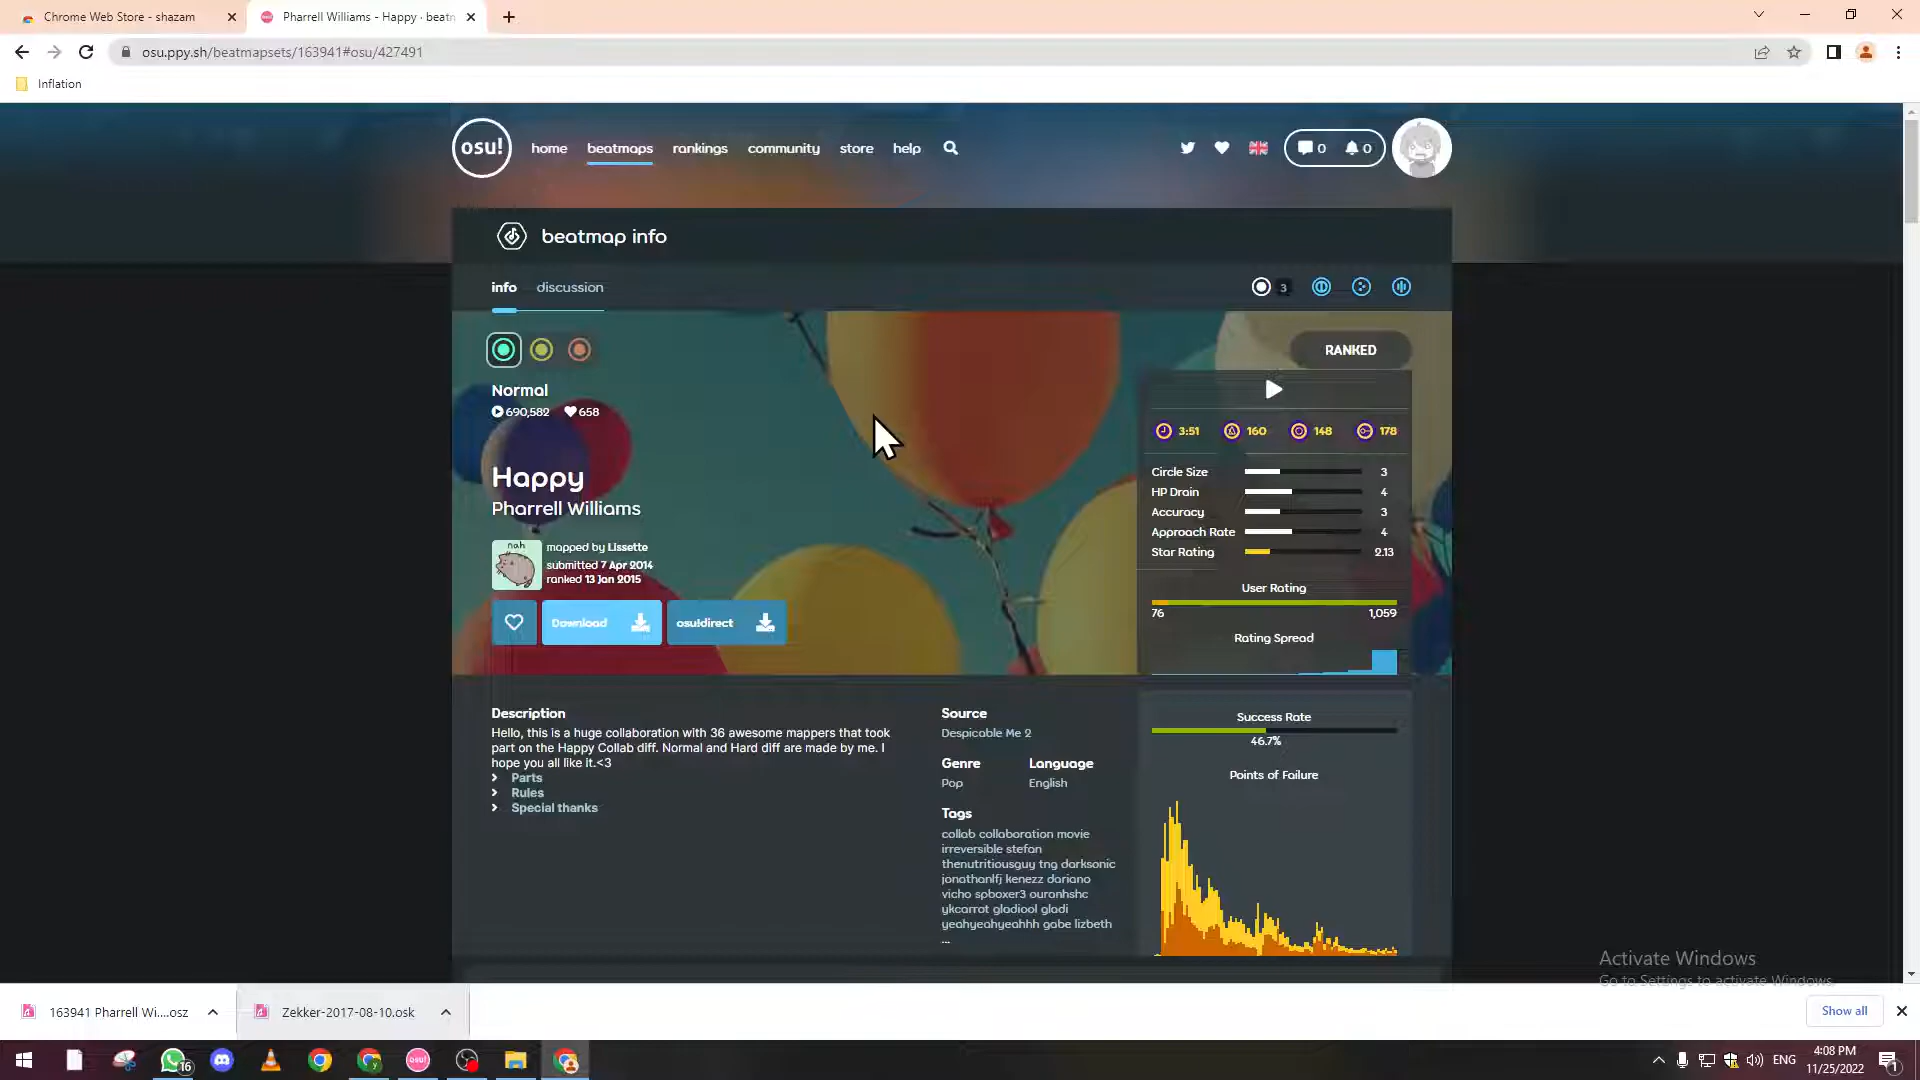 Chrome Web Store - shazam
Pharrell Williams - Happy · beatm
osu.ppy.sh/beatmapsets/163941#osu/427491
Inflation
osu!
home
beatmaps
rankings
community
store
help
0
0
beatmap info
info
discussion
3
RANKED
Normal
690,582
658
Happy
Pharrell Williams
nah
mapped by Lissette
submitted 7 Apr 2014
ranked 13 Jan 2015
Download
osu!direct
3:51
160
148
178
Circle Size 3
HP Drain 4
Accuracy 3
Approach Rate 4
Star Rating 2.13
User Rating
76
1,059
Rating Spread
Description
Hello, this is a huge collaboration with 36 awesome mappers that took
part on the Happy Collab diff. Normal and Hard diff are made by me. I
hope you all like it.<3
Parts
Rules
Special thanks
Source
Despicable Me 2
Genre
Pop
Language
English
Tags
collab collaboration movie
irreversible stefan
thenutritiousguy tng darksonic
jonathanlfj kenezz dariano
vicho spboxer3 ouranhshc
ykcarrot gladiool gladi
yeahyeahyeahhh gabe lizbeth
...
Success Rate
46.7%
Points of Failure
Activate Windows
Go to Settings to activate Windows.
163941 Pharrell Wi....osz
Zekker-2017-08-10.osk
Show all
16
osu!
ENG
4:08 PM
11/25/2022
1